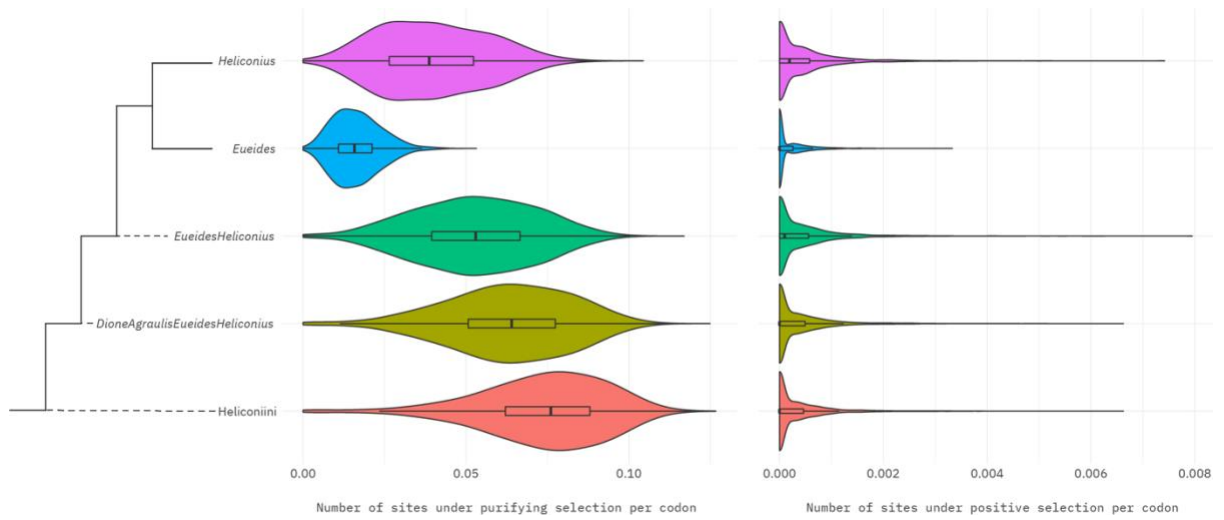 Heliconius
Eueides
EueidesHeliconius
DioneAgraulisEueidesHeliconius
Heliconiini
0.00 0.05 0.10
0.000 0.002 0.004 0.006 0.008
Number of sites under purifying selection per codon
Number of sites under positive selection per codon